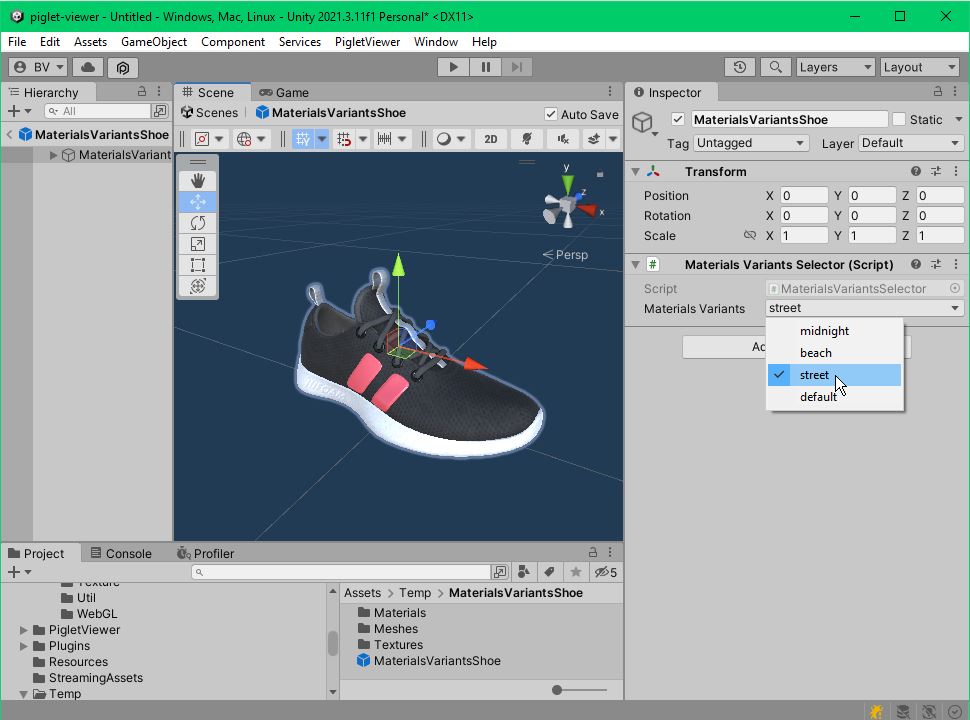 piglet-viewer - Untitled - Windows, Mac, Linux - Unity 2021.3.11f1 Personal* <DX11>
File Edit Assets GameObject Component Services PigletViewer Window Help
BV Layers Layout
Hierarchy
All
MaterialsVariantsShoe
MaterialsVariant
Scene Game
Scenes MaterialsVariantsShoe Auto Save
2D
y
z
x
Persp
Inspector
MaterialsVariantsShoe Static
Tag Untagged Layer Default
Transform
Position X 0 Y 0 Z 0
Rotation X 0 Y 0 Z 0
Scale X 1 Y 1 Z 1
# Materials Variants Selector (Script)
Script # MaterialsVariantsSelector
Materials Variants street
midnight
beach
street
default
Project Console Profiler
5
Texture
Util
WebGL
PigletViewer
Plugins
Resources
StreamingAssets
Temp
Assets > Temp > MaterialsVariantsShoe
Materials
Meshes
Textures
MaterialsVariantsShoe